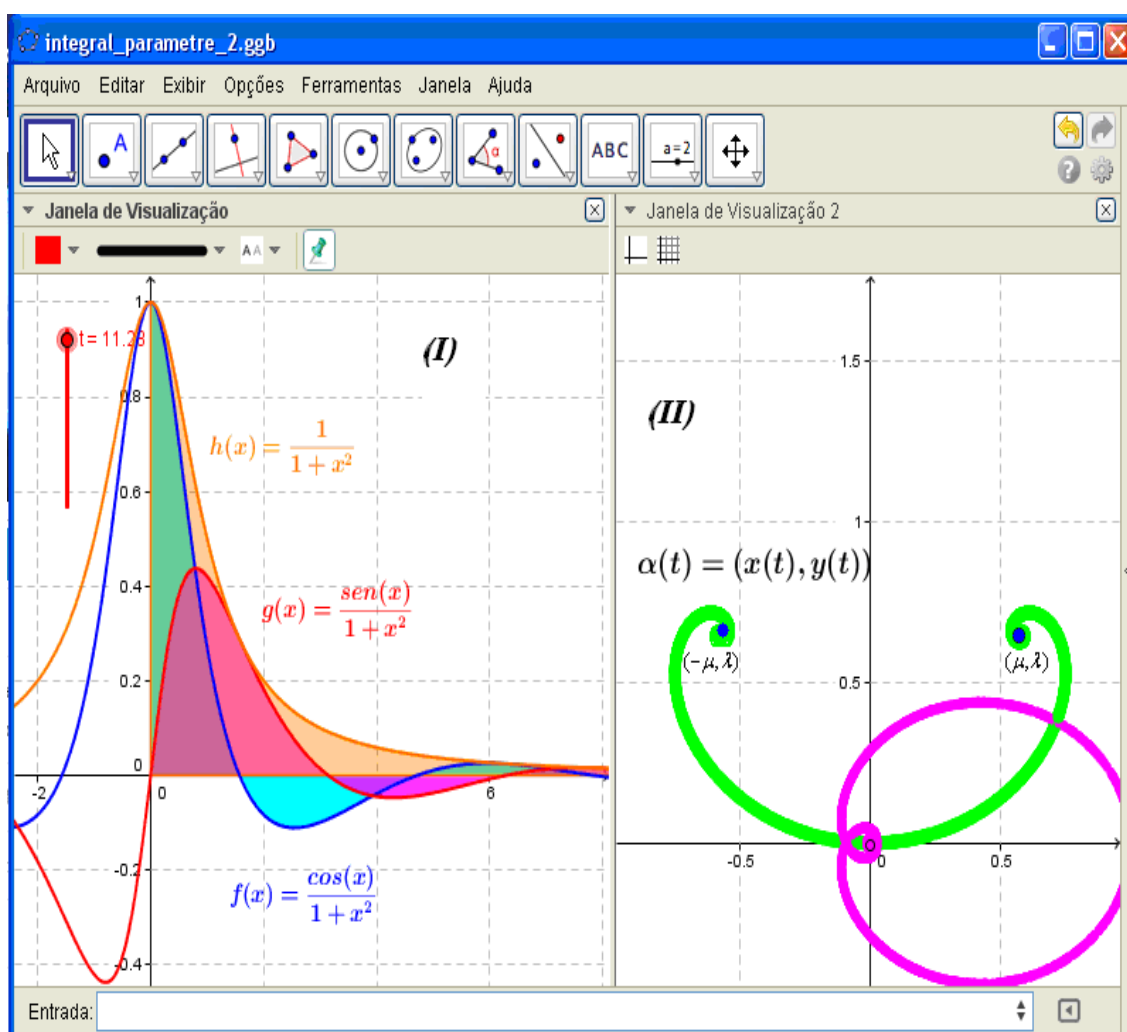 integral_parametre_2.ggb
Arquivo Editar Exibir Opções Ferramentas Janela Ajuda
A α ABC a=2
Janela de Visualização
AA
t = 11.28
(I)
h(x) = 1/(1 + x²)
g(x) = sen(x)/(1 + x²)
f(x) = cos(x)/(1 + x²)
1
0.8
0.6
0.4
0.2
0
-0.2
-0.4
-2 0 6
Janela de Visualização 2
1.5
(II)
1
α(t) = (x(t), y(t))
(-μ, λ) (μ, λ)
0.5
-0.5 0 0.5
Entrada: